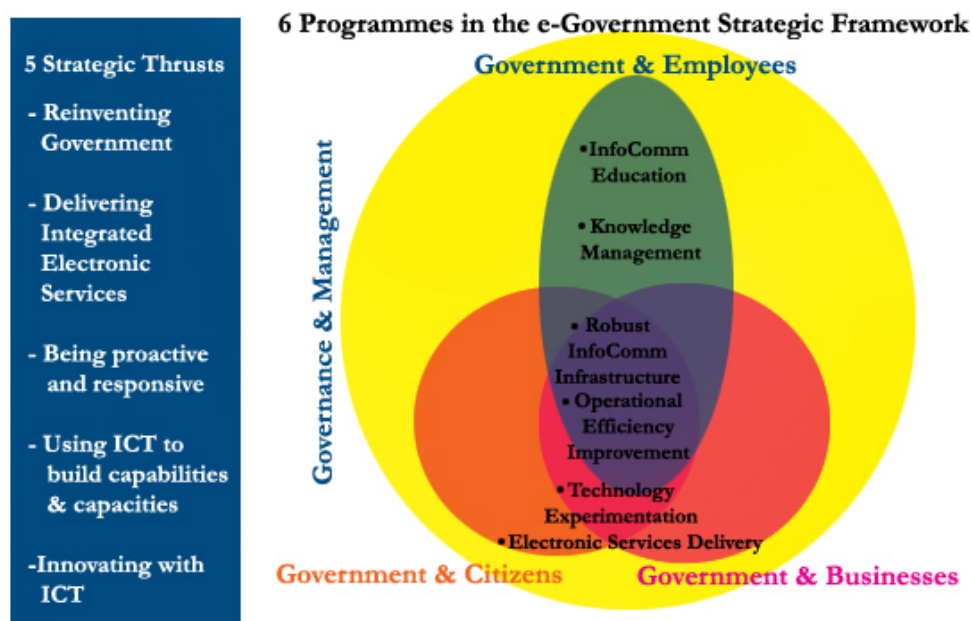 5 Strategic Thrusts
- Reinventing
Government
- Delivering
Integrated
Electronic
Services
- Being proactive
and responsive
- Using ICT to
build capabilities
& capacities
-Innovating with
ICT
6 Programmes in the e-Government Strategic Framework
Government & Employees
Governance & Management
•InfoComm
Education
• Knowledge
Management
• Robust
InfoComm
Infrastructure
• Operational
Efficiency
Improvement
•Technology
Experimentation
•Electronic Services Delivery
Government & Citizens
Government & Businesses